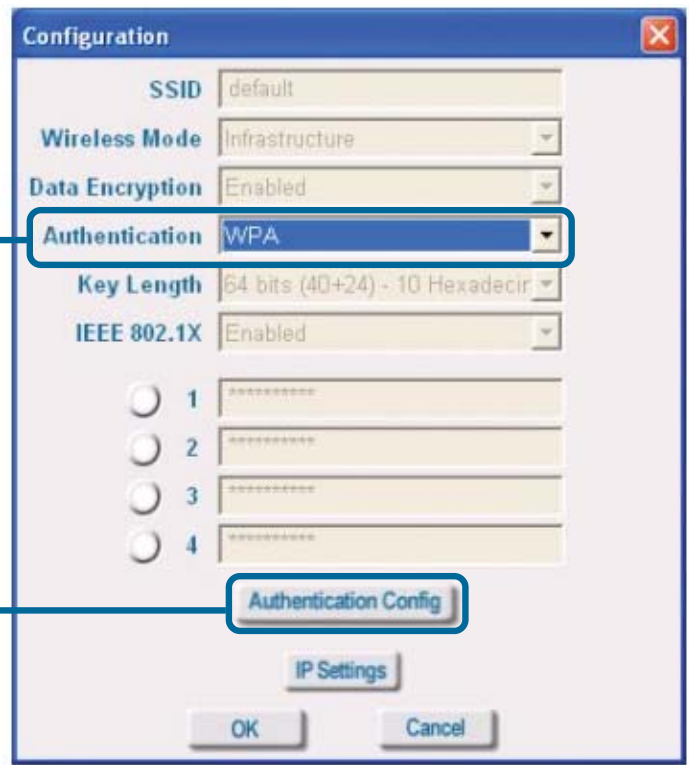 Configuration
SSID default
Wireless Mode Infrastructure
Data Encryption Enabled
Authentication WPA
Key Length 64 bits (40+24) - 10 Hexadecir
IEEE 802.1X Enabled
1 **********
2 **********
3 **********
4 **********
Authentication Config
IP Settings
OK Cancel